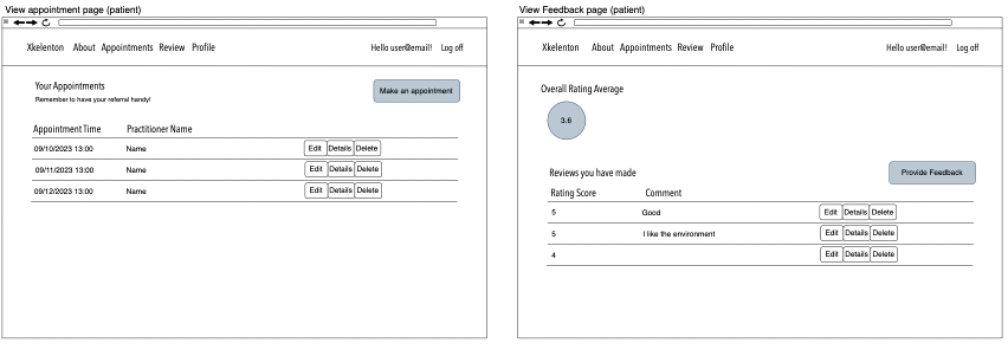 View appointment page (patient)
Xkelenton About Appointments Review Profile Hello user@email! Log off
Your Appointments
Remember to have your referral handy!
Make an appointment
Appointment Time Practitioner Name
09/10/2023 13:00 Name Edit Details Delete
09/11/2023 13:00 Name Edit Details Delete
09/12/2023 13:00 Name Edit Details Delete
View Feedback page (patient)
Xkelenton About Appointments Review Profile Hello user@email! Log off
Overall Rating Average
3.6
Reviews you have made
Provide Feedback
Rating Score Comment
5 Good Edit Details Delete
5 I like the environment Edit Details Delete
4 Edit Details Delete